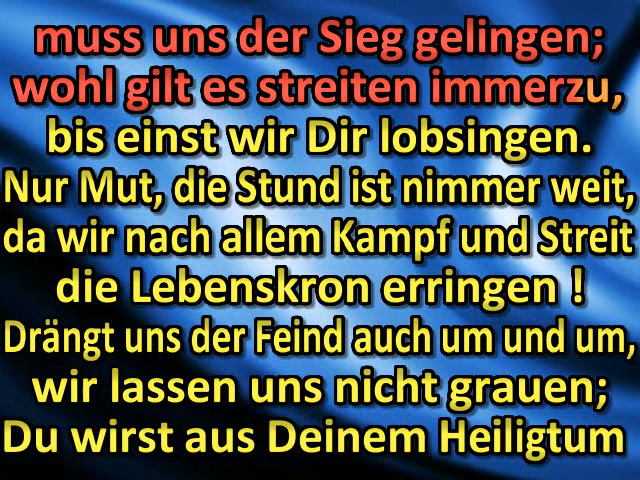 muss uns der Sieg gelingen;
wohl gilt es streiten immerzu,
bis einst wir Dir lobsingen.
Nur Mut, die Stund ist nimmer weit,
da wir nach allem Kampf und Streit
die Lebenskron erringen !
Drängt uns der Feind auch um und um,
wir lassen uns nicht grauen;
Du wirst aus Deinem Heiligtum